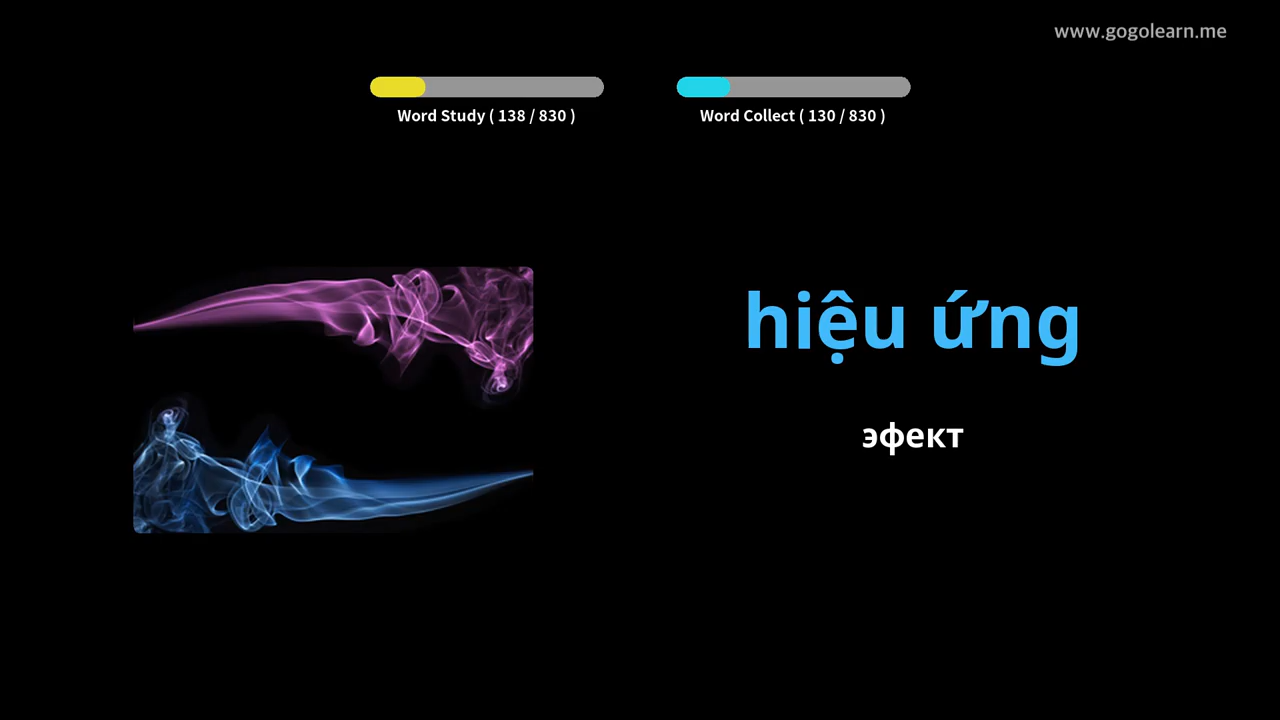 www.gogolearn.me
Word Study ( 138 / 830 )
Word Collect ( 130 / 830 )
hiệu ứng
эфект